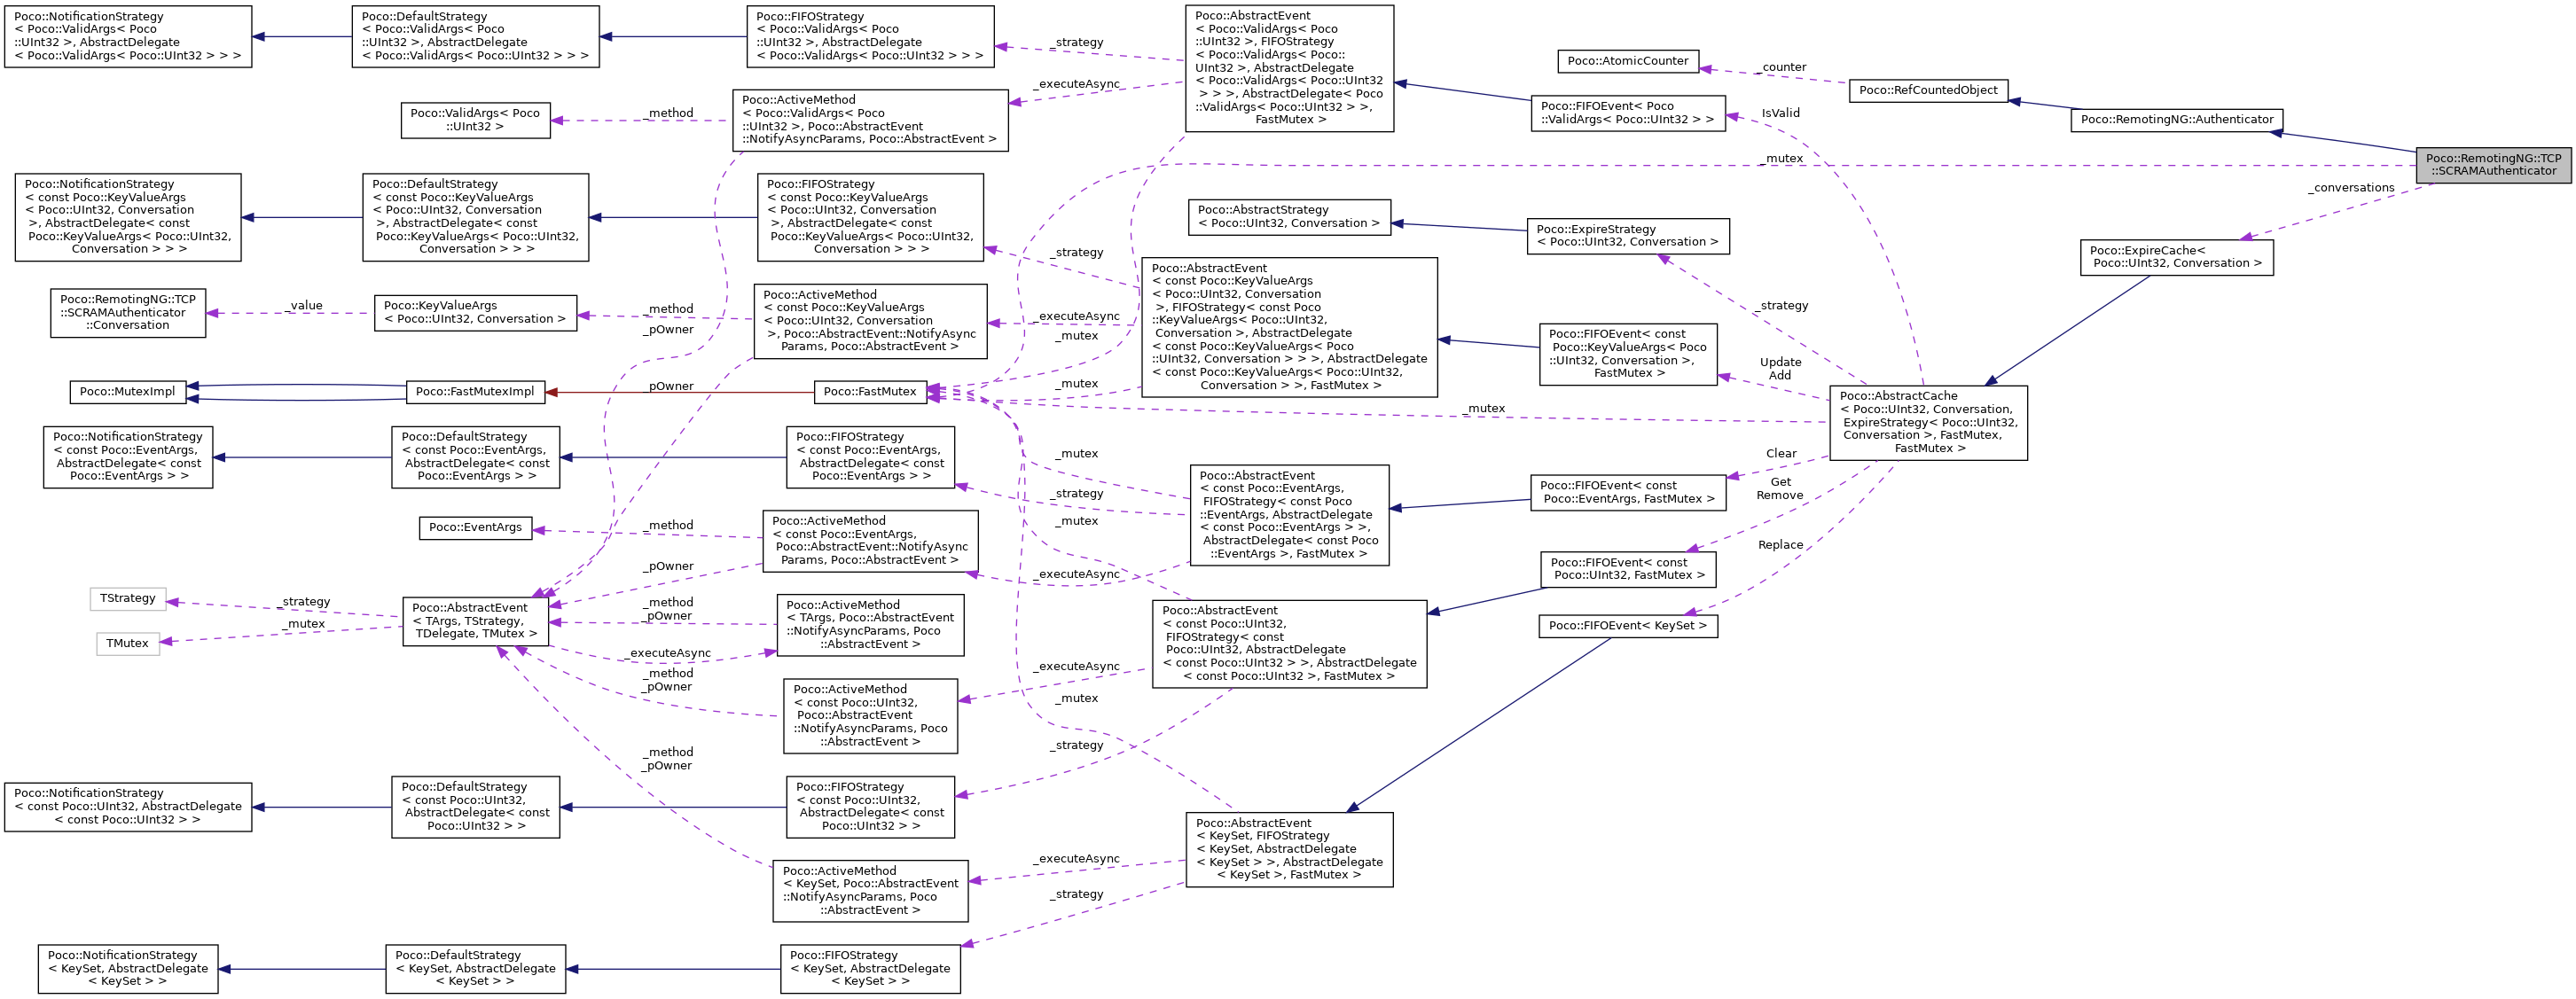 Poco::NotificationStrategy
< Poco::ValidArgs< Poco
::UInt32 >, AbstractDelegate
< Poco::ValidArgs< Poco::UInt32 > > >
Poco::DefaultStrategy
< Poco::ValidArgs< Poco
::UInt32 >, AbstractDelegate
< Poco::ValidArgs< Poco::UInt32 > > >
Poco::FIFOStrategy
< Poco::ValidArgs< Poco
::UInt32 >, AbstractDelegate
< Poco::ValidArgs< Poco::UInt32 > > >
_strategy
_executeAsync
Poco::AbstractEvent
< Poco::ValidArgs< Poco
::UInt32 >, FIFOStrategy
< Poco::ValidArgs< Poco::
UInt32 >, AbstractDelegate
< Poco::ValidArgs< Poco::UInt32
> > >, AbstractDelegate< Poco
::ValidArgs< Poco::UInt32 > >,
FastMutex >
Poco::AtomicCounter
_counter
Poco::RefCountedObject
Poco::FIFOEvent< Poco
::ValidArgs< Poco::UInt32 > >
IsValid
Poco::RemotingNG::Authenticator
Poco::RemotingNG::TCP
::SCRAMAuthenticator
_conversations
_mutex
Poco::ValidArgs< Poco
::UInt32 >
_method
Poco::ActiveMethod
< Poco::ValidArgs< Poco
::UInt32 >, Poco::AbstractEvent
::NotifyAsyncParams, Poco::AbstractEvent >
Poco::NotificationStrategy
< const Poco::KeyValueArgs
< Poco::UInt32, Conversation
>, AbstractDelegate< const
Poco::KeyValueArgs< Poco::UInt32,
Conversation > > >
Poco::DefaultStrategy
< const Poco::KeyValueArgs
< Poco::UInt32, Conversation
>, AbstractDelegate< const
Poco::KeyValueArgs< Poco::UInt32,
Conversation > > >
Poco::FIFOStrategy
< const Poco::KeyValueArgs
< Poco::UInt32, Conversation
>, AbstractDelegate< const
Poco::KeyValueArgs< Poco::UInt32,
Conversation > > >
_strategy
Poco::AbstractStrategy
< Poco::UInt32, Conversation >
Poco::ExpireStrategy
< Poco::UInt32, Conversation >
Poco::ExpireCache<
Poco::UInt32, Conversation >
_strategy
Poco::RemotingNG::TCP
::SCRAMAuthenticator
::Conversation
_value
Poco::KeyValueArgs
< Poco::UInt32, Conversation >
_method
_pOwner
Poco::ActiveMethod
< const Poco::KeyValueArgs
< Poco::UInt32, Conversation
>, Poco::AbstractEvent::NotifyAsync
Params, Poco::AbstractEvent >
_executeAsync
_mutex
Poco::AbstractEvent
< const Poco::KeyValueArgs
< Poco::UInt32, Conversation
>, FIFOStrategy< const Poco
::KeyValueArgs< Poco::UInt32,
Conversation >, AbstractDelegate
< const Poco::KeyValueArgs< Poco
::UInt32, Conversation > > >, AbstractDelegate
< const Poco::KeyValueArgs< Poco::UInt32,
Conversation > >, FastMutex >
Poco::FIFOEvent< const
Poco::KeyValueArgs< Poco
::UInt32, Conversation >,
FastMutex >
Update
Add
Poco::MutexImpl
Poco::FastMutexImpl
_pOwner
Poco::FastMutex
_mutex
_mutex
Poco::AbstractCache
< Poco::UInt32, Conversation,
ExpireStrategy< Poco::UInt32,
Conversation >, FastMutex,
FastMutex >
Poco::NotificationStrategy
< const Poco::EventArgs,
AbstractDelegate< const
Poco::EventArgs > >
Poco::DefaultStrategy
< const Poco::EventArgs,
AbstractDelegate< const
Poco::EventArgs > >
Poco::FIFOStrategy
< const Poco::EventArgs,
AbstractDelegate< const
Poco::EventArgs > >
_mutex
_strategy
_mutex
Poco::AbstractEvent
< const Poco::EventArgs,
FIFOStrategy< const Poco
::EventArgs, AbstractDelegate
< const Poco::EventArgs > >,
AbstractDelegate< const Poco
::EventArgs >, FastMutex >
Poco::FIFOEvent< const
Poco::EventArgs, FastMutex >
Clear
Get
Remove
Replace
Poco::EventArgs
_method
Poco::ActiveMethod
< const Poco::EventArgs,
Poco::AbstractEvent::NotifyAsync
Params, Poco::AbstractEvent >
_executeAsync
_pOwner
Poco::FIFOEvent< const
Poco::UInt32, FastMutex >
TStrategy
_strategy
TMutex
_mutex
Poco::AbstractEvent
< TArgs, TStrategy,
TDelegate, TMutex >
_method
_pOwner
_executeAsync
Poco::ActiveMethod
< TArgs, Poco::AbstractEvent
::NotifyAsyncParams, Poco
::AbstractEvent >
Poco::AbstractEvent
< const Poco::UInt32,
FIFOStrategy< const
Poco::UInt32, AbstractDelegate
< const Poco::UInt32 > >, AbstractDelegate
< const Poco::UInt32 >, FastMutex >
Poco::FIFOEvent< KeySet >
_method
_pOwner
Poco::ActiveMethod
< const Poco::UInt32,
Poco::AbstractEvent
::NotifyAsyncParams, Poco
::AbstractEvent >
_executeAsync
_mutex
_strategy
_method
_pOwner
Poco::NotificationStrategy
< const Poco::UInt32, AbstractDelegate
< const Poco::UInt32 > >
Poco::DefaultStrategy
< const Poco::UInt32,
AbstractDelegate< const
Poco::UInt32 > >
Poco::FIFOStrategy
< const Poco::UInt32,
AbstractDelegate< const
Poco::UInt32 > >
Poco::AbstractEvent
< KeySet, FIFOStrategy
< KeySet, AbstractDelegate
< KeySet > >, AbstractDelegate
< KeySet >, FastMutex >
Poco::ActiveMethod
< KeySet, Poco::AbstractEvent
::NotifyAsyncParams, Poco
::AbstractEvent >
_executeAsync
_strategy
Poco::NotificationStrategy
< KeySet, AbstractDelegate
< KeySet > >
Poco::DefaultStrategy
< KeySet, AbstractDelegate
< KeySet > >
Poco::FIFOStrategy
< KeySet, AbstractDelegate
< KeySet > >